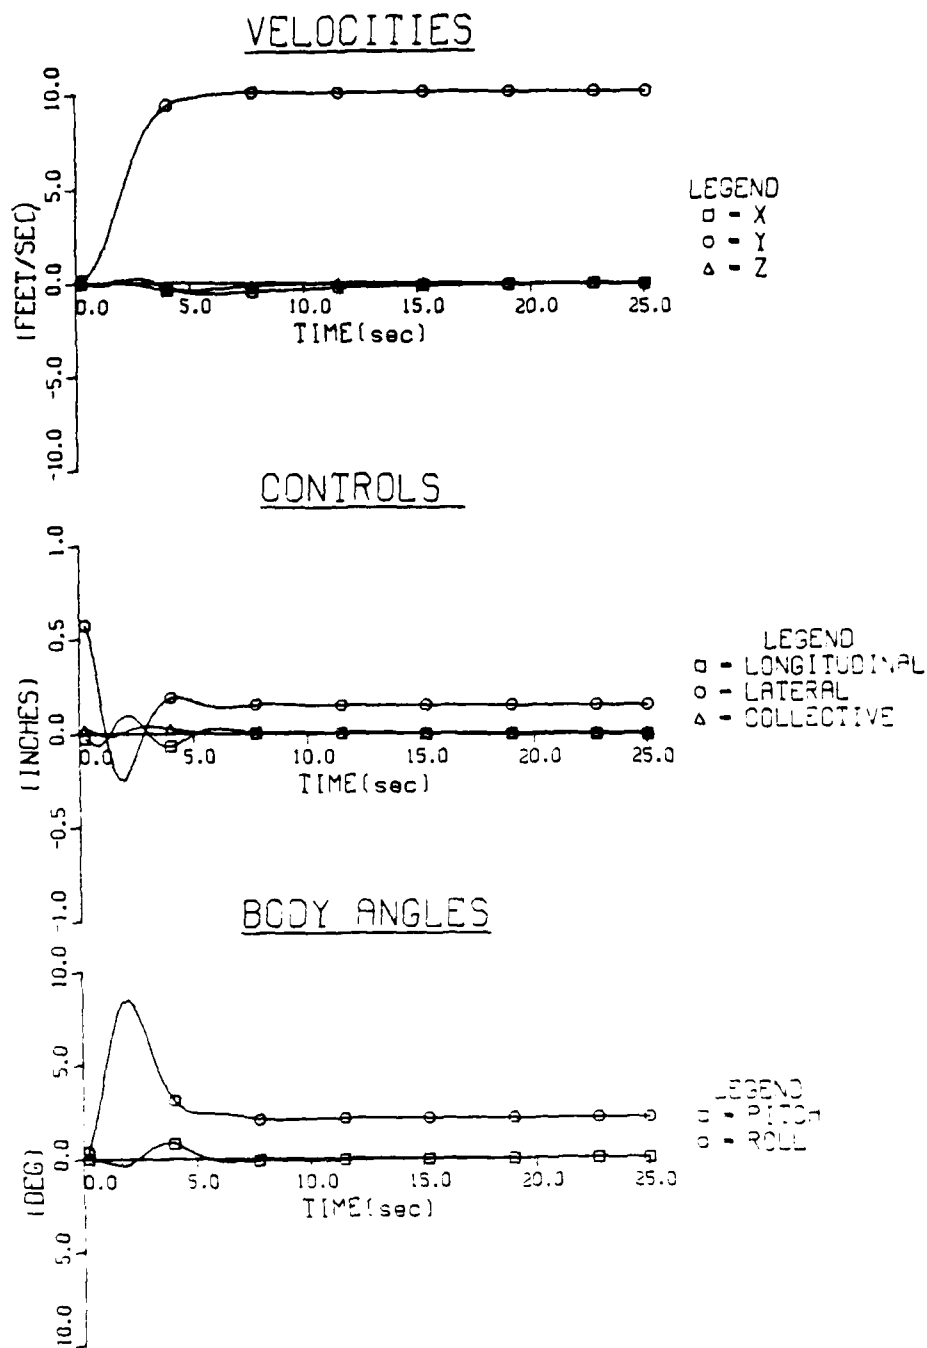 VELOCITIES
10.0
5.0
0.0
-5.0
-10.0
(FEET/SEC)
0.0 5.0 10.0 15.0 20.0 25.0
TIME(sec)
LEGEND
□ - X
○ - Y
△ - Z
CONTROLS
1.0
0.5
0.0
-0.5
-1.0
(INCHES)
0.0 5.0 10.0 15.0 20.0 25.0
TIME(sec)
LEGEND
□ - LONGITUDINAL
○ - LATERAL
△ - COLLECTIVE
BODY ANGLES
10.0
5.0
0.0
5.0
10.0
(DEG)
0.0 5.0 10.0 15.0 20.0 25.0
TIME(sec)
LEGEND
□ - PITCH
○ - ROLL